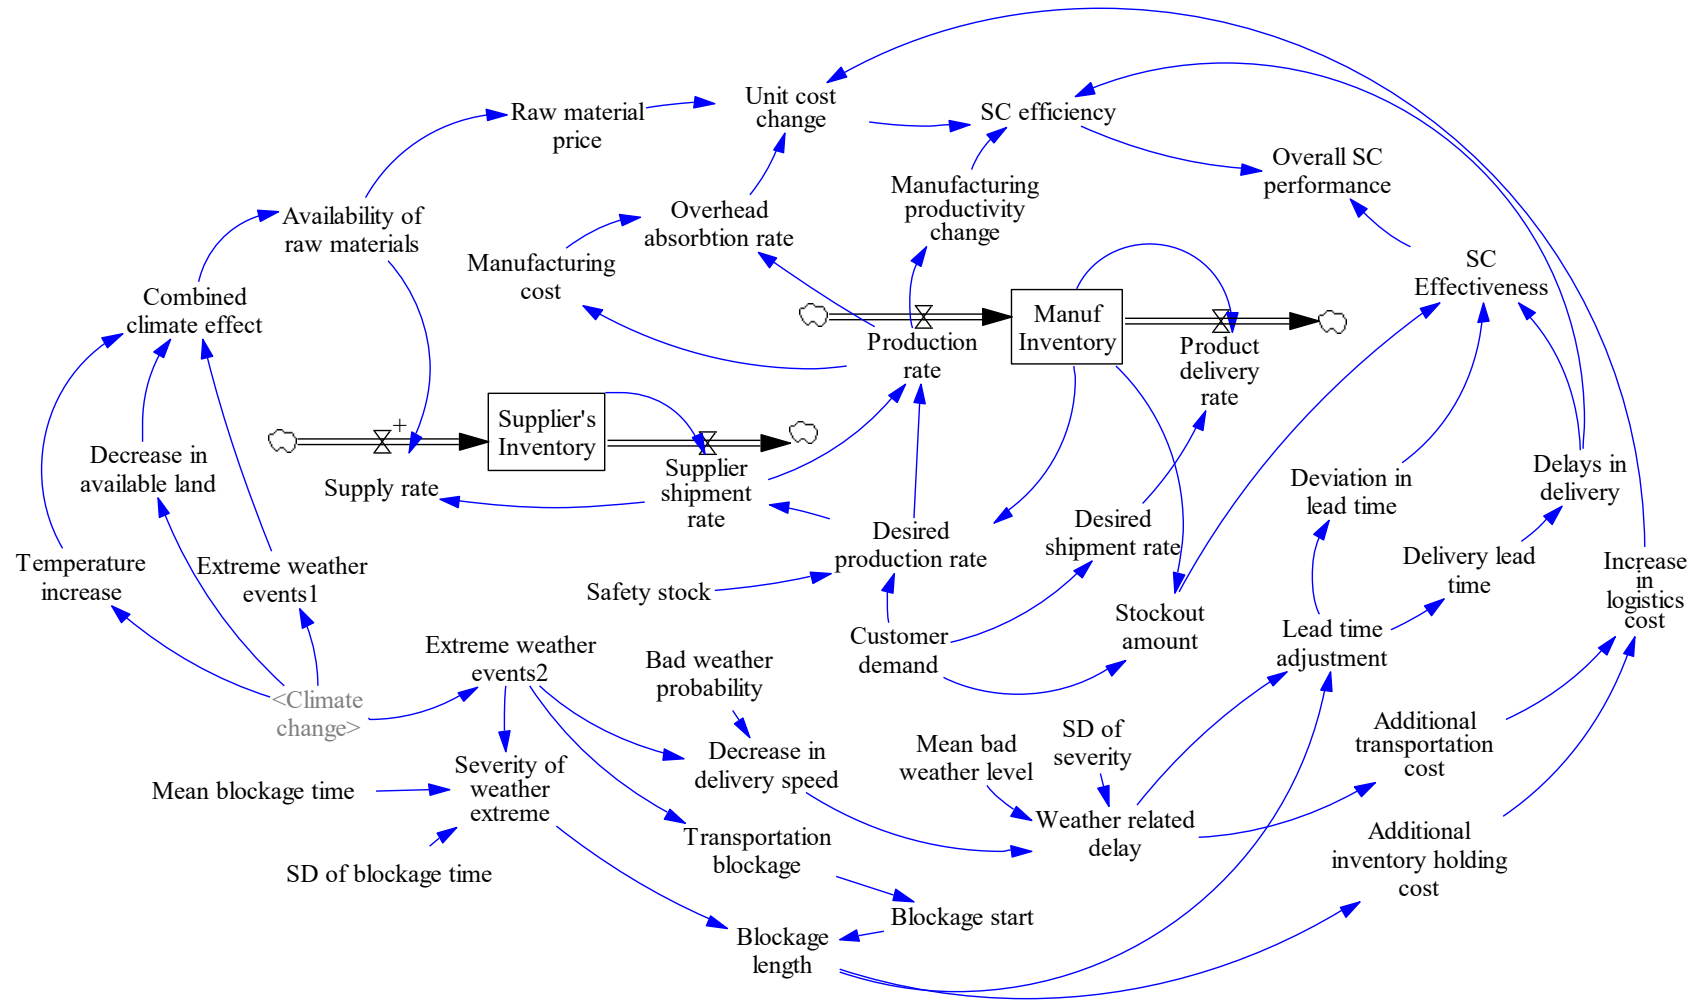 Unit cost
change
Raw material
price
SC efficiency
Overall SC
performance
Manufacturing
productivity
change
Availability of
raw materials
Overhead
absorbtion rate
Manufacturing
cost
SC
Effectiveness
Combined
climate effect
Manuf
Inventory
Production
rate
Product
delivery
rate
Supplier's
Inventory
+
Decrease in
available land
Supply rate
Supplier
shipment
rate
Deviation in
lead time
Delays in
delivery
Desired
production rate
Desired
shipment rate
Delivery lead
time
Increase
in
logistics
cost
Temperature
increase
Extreme weather
events1
Safety stock
Customer
demand
Stockout
amount
Lead time
adjustment
Extreme weather
events2
Bad weather
probability
<Climate
change>
Additional
transportation
cost
SD of
severity
Mean bad
weather level
Decrease in
delivery speed
Severity of
weather
extreme
Mean blockage time
Weather related
delay
Transportation
blockage
Additional
inventory holding
cost
SD of blockage time
Blockage start
Blockage
length